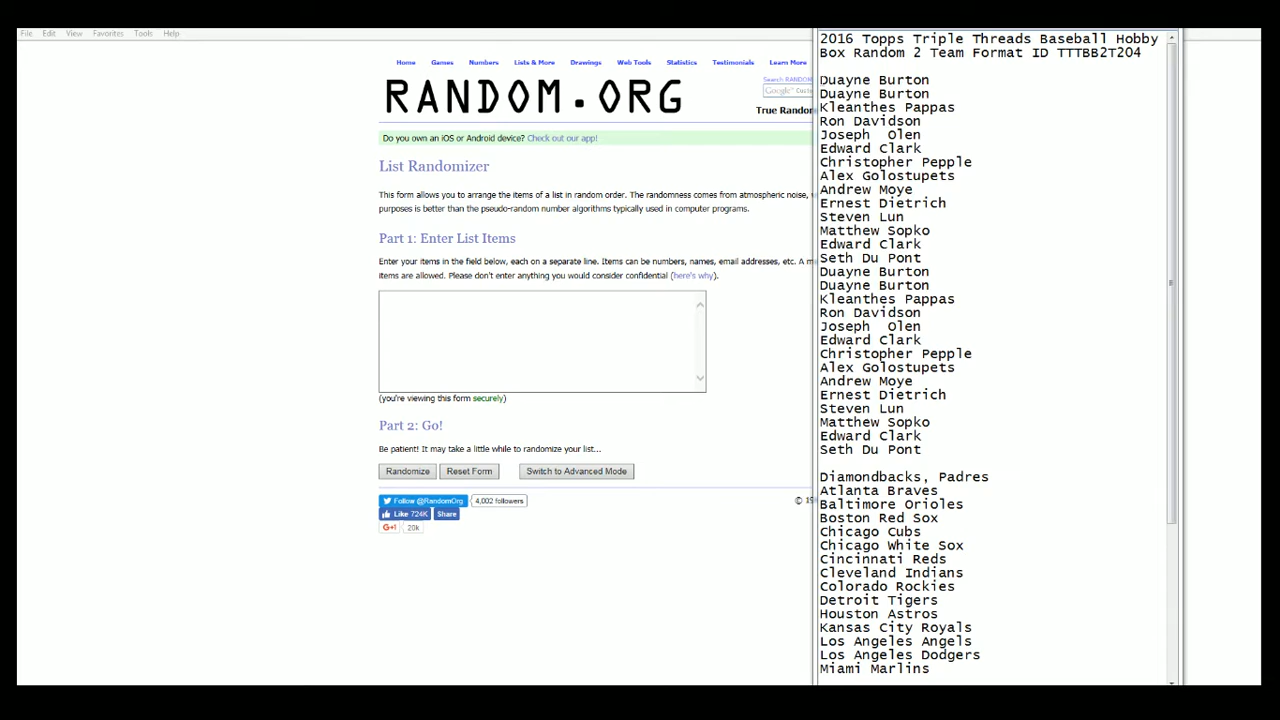 File Edit View Favorites Tools Help
Home Games Numbers Lists & More Drawings Web Tools Statistics Testimonials Learn More
Search RANDOM
RANDOM.ORG
Google™
True Random
Do you own an iOS or Android device? Check out our app!
List Randomizer
This form allows you to arrange the items of a list in random order. The randomness comes from atmospheric noise,
purposes is better than the pseudo-random number algorithms typically used in computer programs.
Part 1: Enter List Items
Enter your items in the field below, each on a separate line. Items can be numbers, names, email addresses, etc. A
items are allowed. Please don't enter anything you would consider confidential (here's why).
(you're viewing this form securely)
Part 2: Go!
Be patient! It may take a little while to randomize your list...
Randomize Reset Form Switch to Advanced Mode
Follow @RandomOrg 4,002 followers
© 19
Like 724K Share
G+1 20k
2016 Topps Triple Threads Baseball Hobby
Box Random 2 Team Format ID TTTBB2T204
Duayne Burton
Duayne Burton
Kleanthes Pappas
Ron Davidson
Joseph  Olen
Edward Clark
Christopher Pepple
Alex Golostupets
Andrew Moye
Ernest Dietrich
Steven Lun
Matthew Sopko
Edward Clark
Seth Du Pont
Duayne Burton
Duayne Burton
Kleanthes Pappas
Ron Davidson
Joseph  Olen
Edward Clark
Christopher Pepple
Alex Golostupets
Andrew Moye
Ernest Dietrich
Steven Lun
Matthew Sopko
Edward Clark
Seth Du Pont
Diamondbacks, Padres
Atlanta Braves
Baltimore Orioles
Boston Red Sox
Chicago Cubs
Chicago White Sox
Cincinnati Reds
Cleveland Indians
Colorado Rockies
Detroit Tigers
Houston Astros
Kansas City Royals
Los Angeles Angels
Los Angeles Dodgers
Miami Marlins